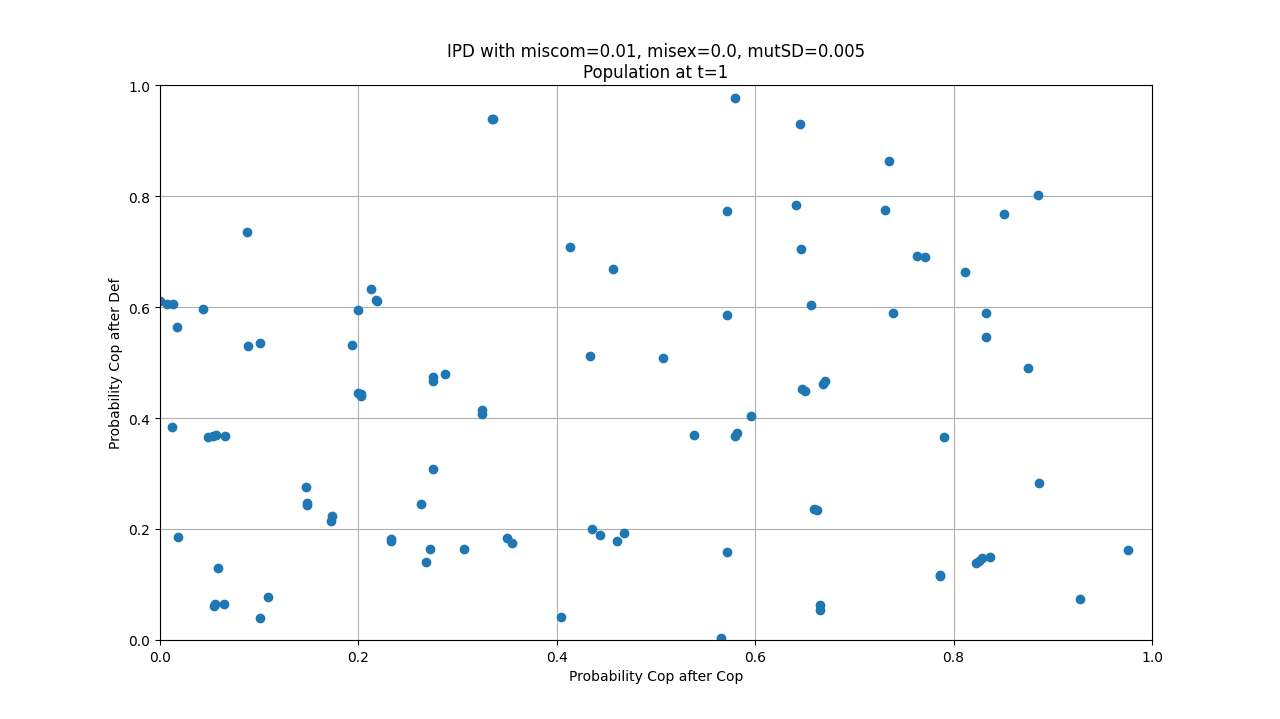 IPD with miscom=0.01, misex=0.0, mutSD=0.005
Population at t=1
1.0
0.8
0.6
0.4
0.2
0.0
Probability Cop after Def
0.0 0.2 0.4 0.6 0.8 1.0
Probability Cop after Cop